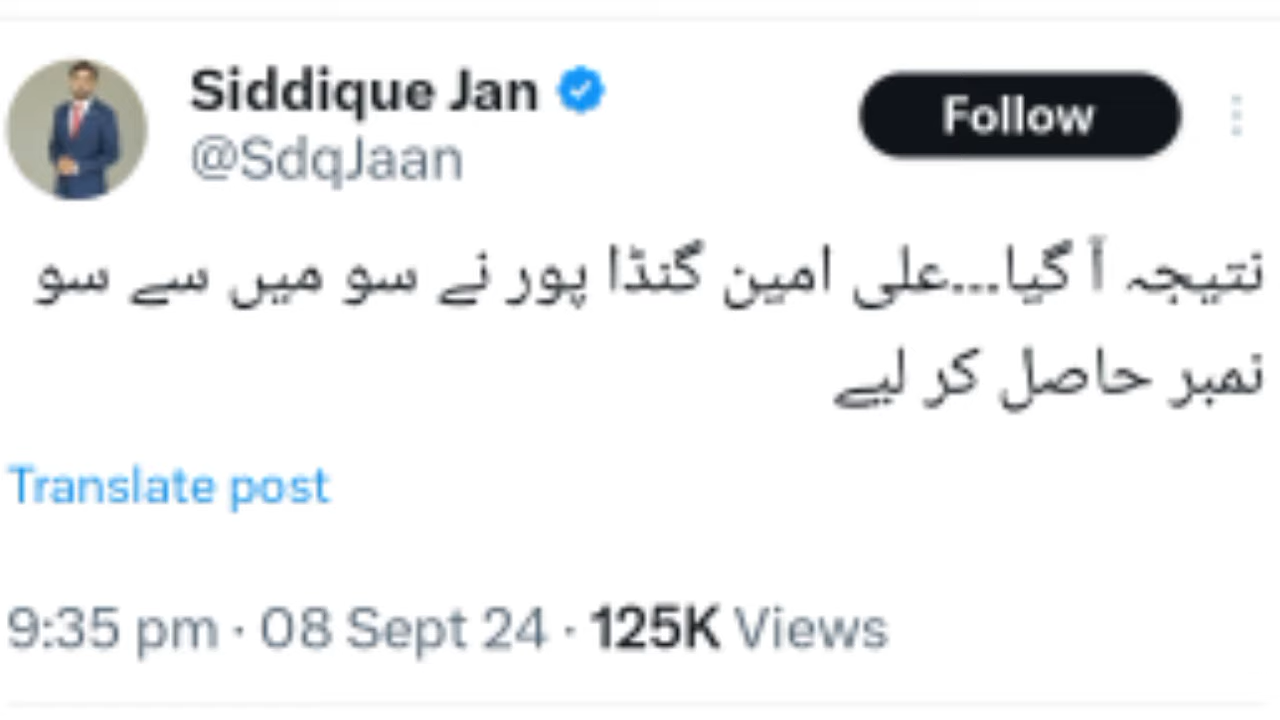 Siddique Jan
@SdqJaan
Follow
نتیجہ آ گیا...علی امین گنڈا پور نے سو میں سے سو
نمبر حاصل کر لیے
Translate post
9:35 pm · 08 Sept 24 · 125K Views